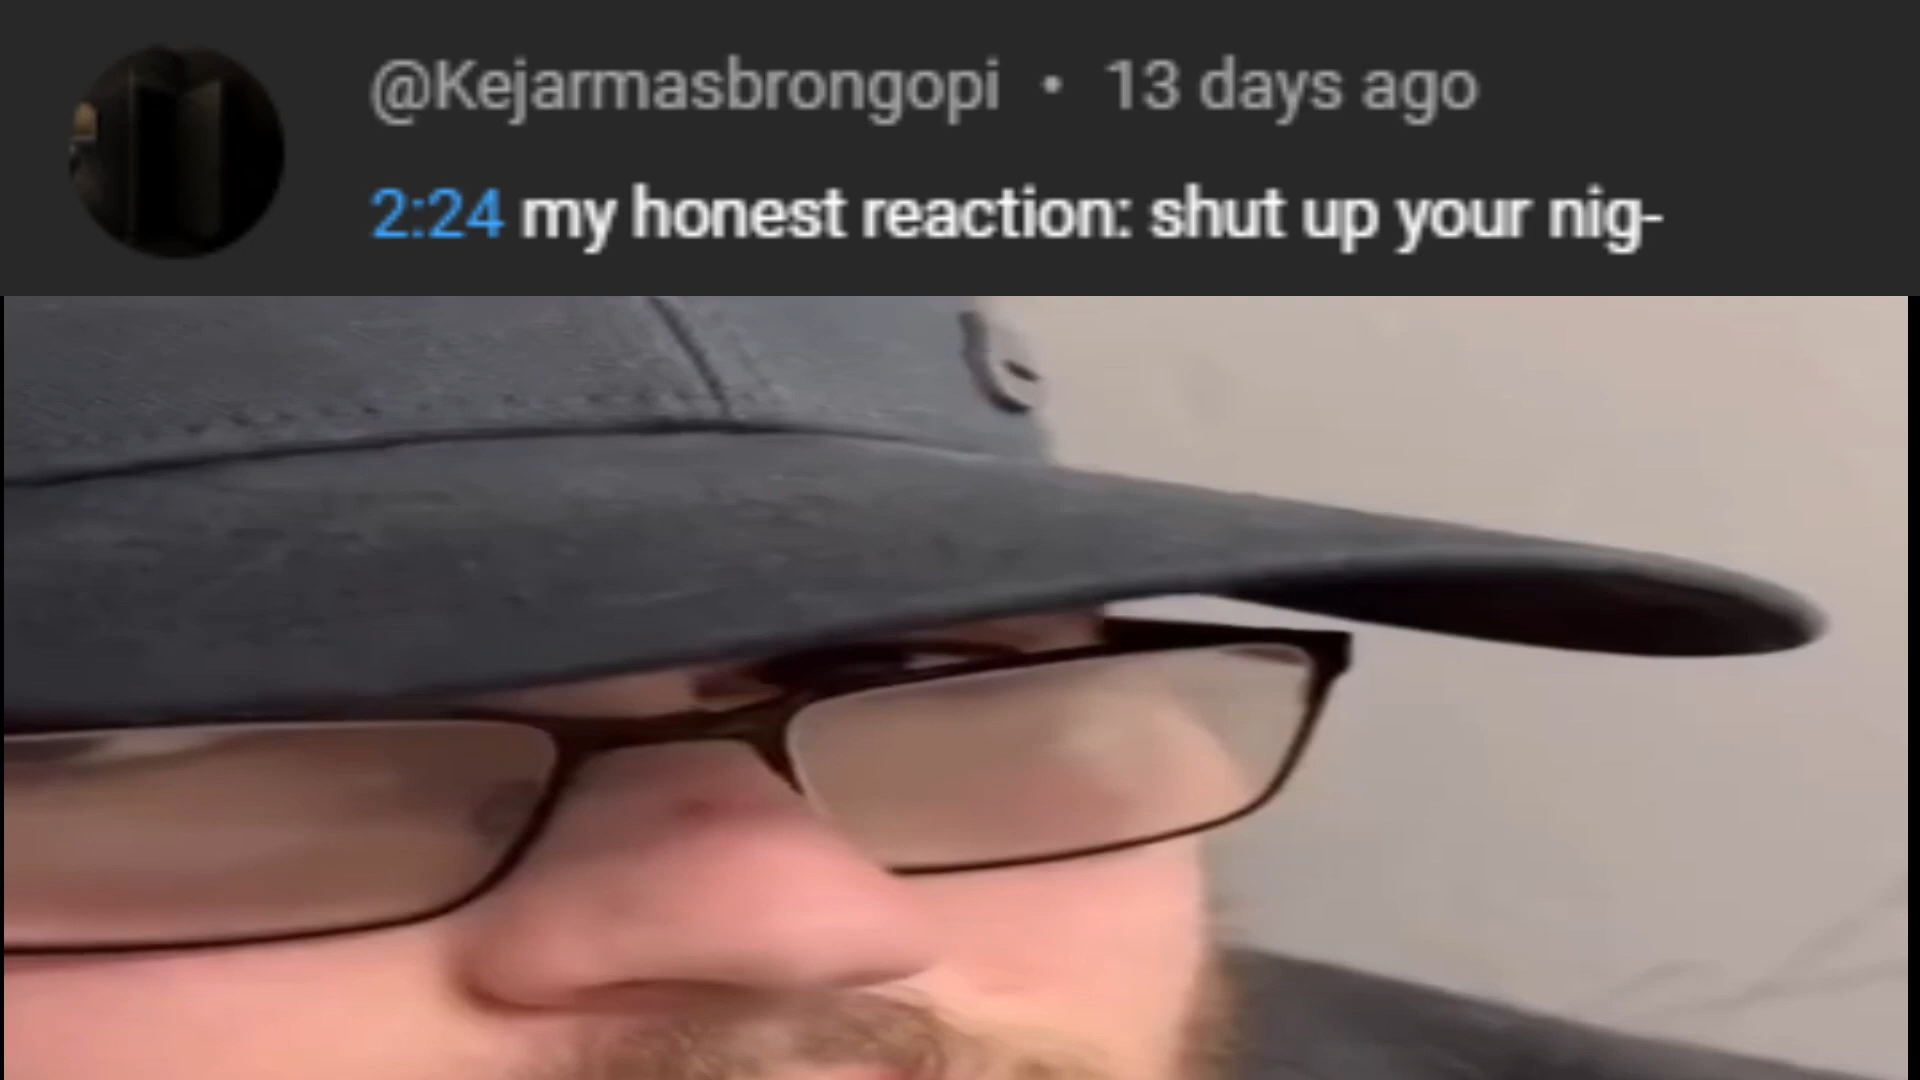 @Kejarmasbrongopi • 13 days ago
2:24 my honest reaction: shut up your nig-